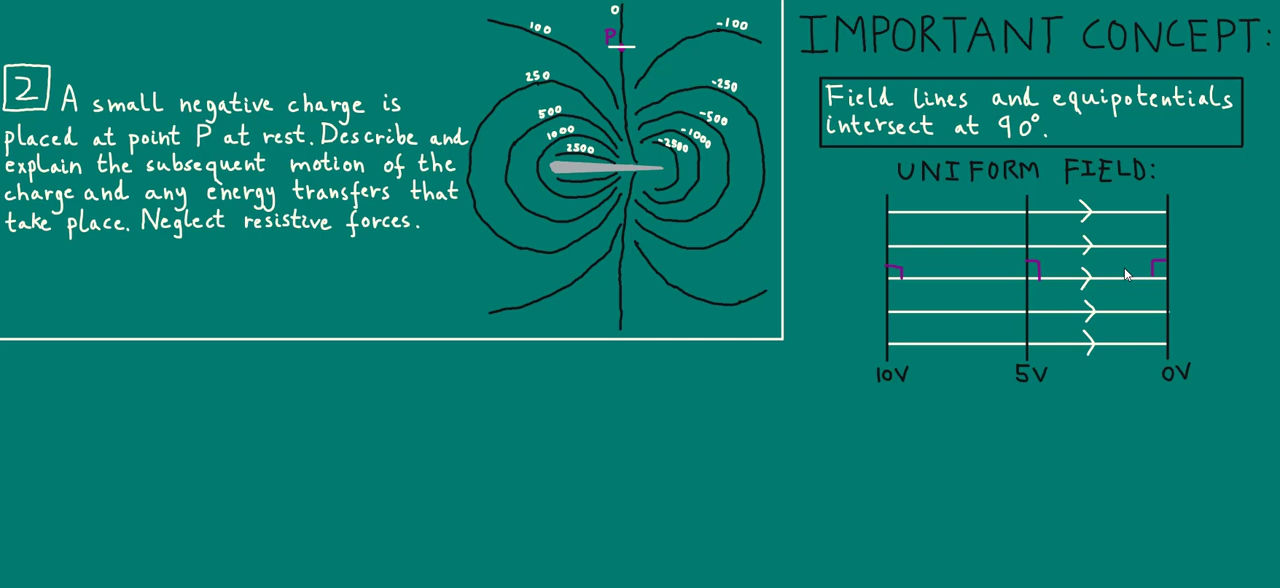 2 A small negative charge is
placed at point P at rest. Describe and
explain the subsequent motion of the
charge and any energy transfers that
take place. Neglect resistive forces.
0
100
P
-100
250
-250
500
-500
1000
-1000
2500
-2500
IMPORTANT CONCEPT:
Field lines and equipotentials
intersect at 90°.
UNIFORM FIELD:
10V 5V 0V